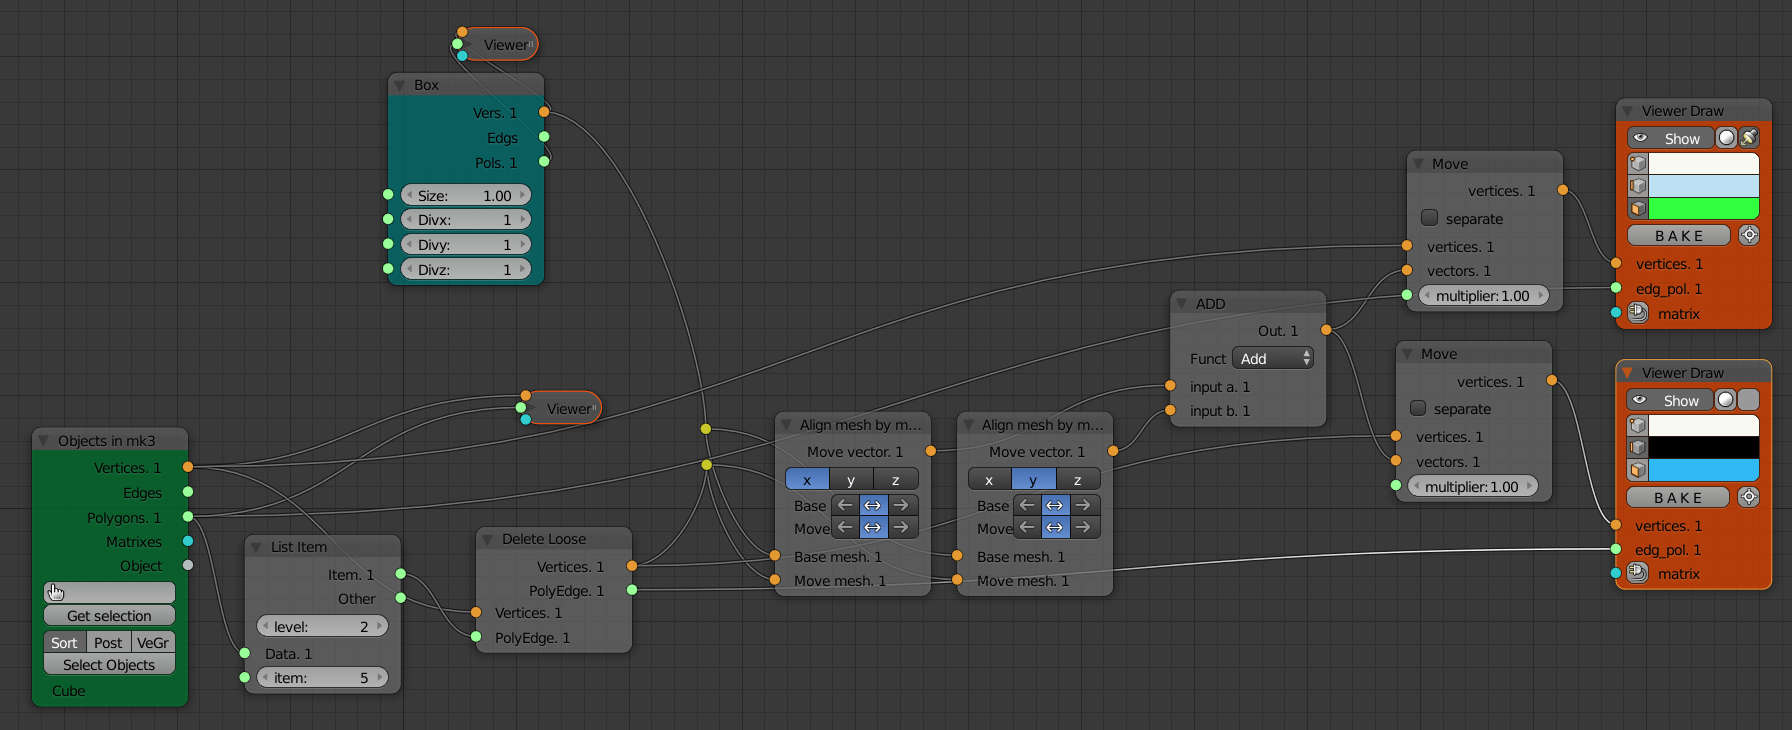 Viewer
Box
Vers. 1
Edgs
Pols. 1
Size: 1.00
Divx: 1
Divy: 1
Divz: 1
Viewer
Objects in mk3
Vertices. 1
Edges
Polygons. 1
Matrixes
Object
Get selection
Sort Post VeGr
Select Objects
Cube
List Item
Item. 1
Other
level: 2
Data. 1
item: 5
Delete Loose
Vertices. 1
PolyEdge. 1
Vertices. 1
PolyEdge. 1
Align mesh by m...
Move vector. 1
x y z
Base
Move
Base mesh. 1
Move mesh. 1
Align mesh by m...
Move vector. 1
x y z
Base
Move
Base mesh. 1
Move mesh. 1
ADD
Out. 1
Funct Add
input a. 1
input b. 1
Move
vertices. 1
separate
vertices. 1
vectors. 1
multiplier: 1.00
Move
vertices. 1
separate
vertices. 1
vectors. 1
multiplier: 1.00
Viewer Draw
Show
B A K E
vertices. 1
edg_pol. 1
matrix
Viewer Draw
Show
B A K E
vertices. 1
edg_pol. 1
matrix